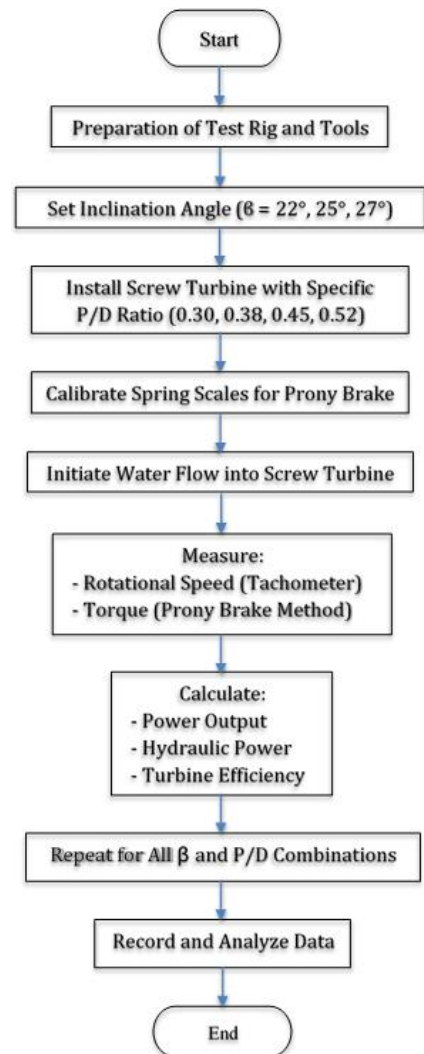 Start
Preparation of Test Rig and Tools
Set Inclination Angle (ϐ = 22°, 25°, 27°)
Install Screw Turbine with Specific
P/D Ratio (0.30, 0.38, 0.45, 0.52)
Calibrate Spring Scales for Prony Brake
Initiate Water Flow into Screw Turbine
Measure:
- Rotational Speed (Tachometer)
- Torque (Prony Brake Method)
Calculate:
- Power Output
- Hydraulic Power
- Turbine Efficiency
Repeat for All β and P/D Combinations
Record and Analyze Data
End